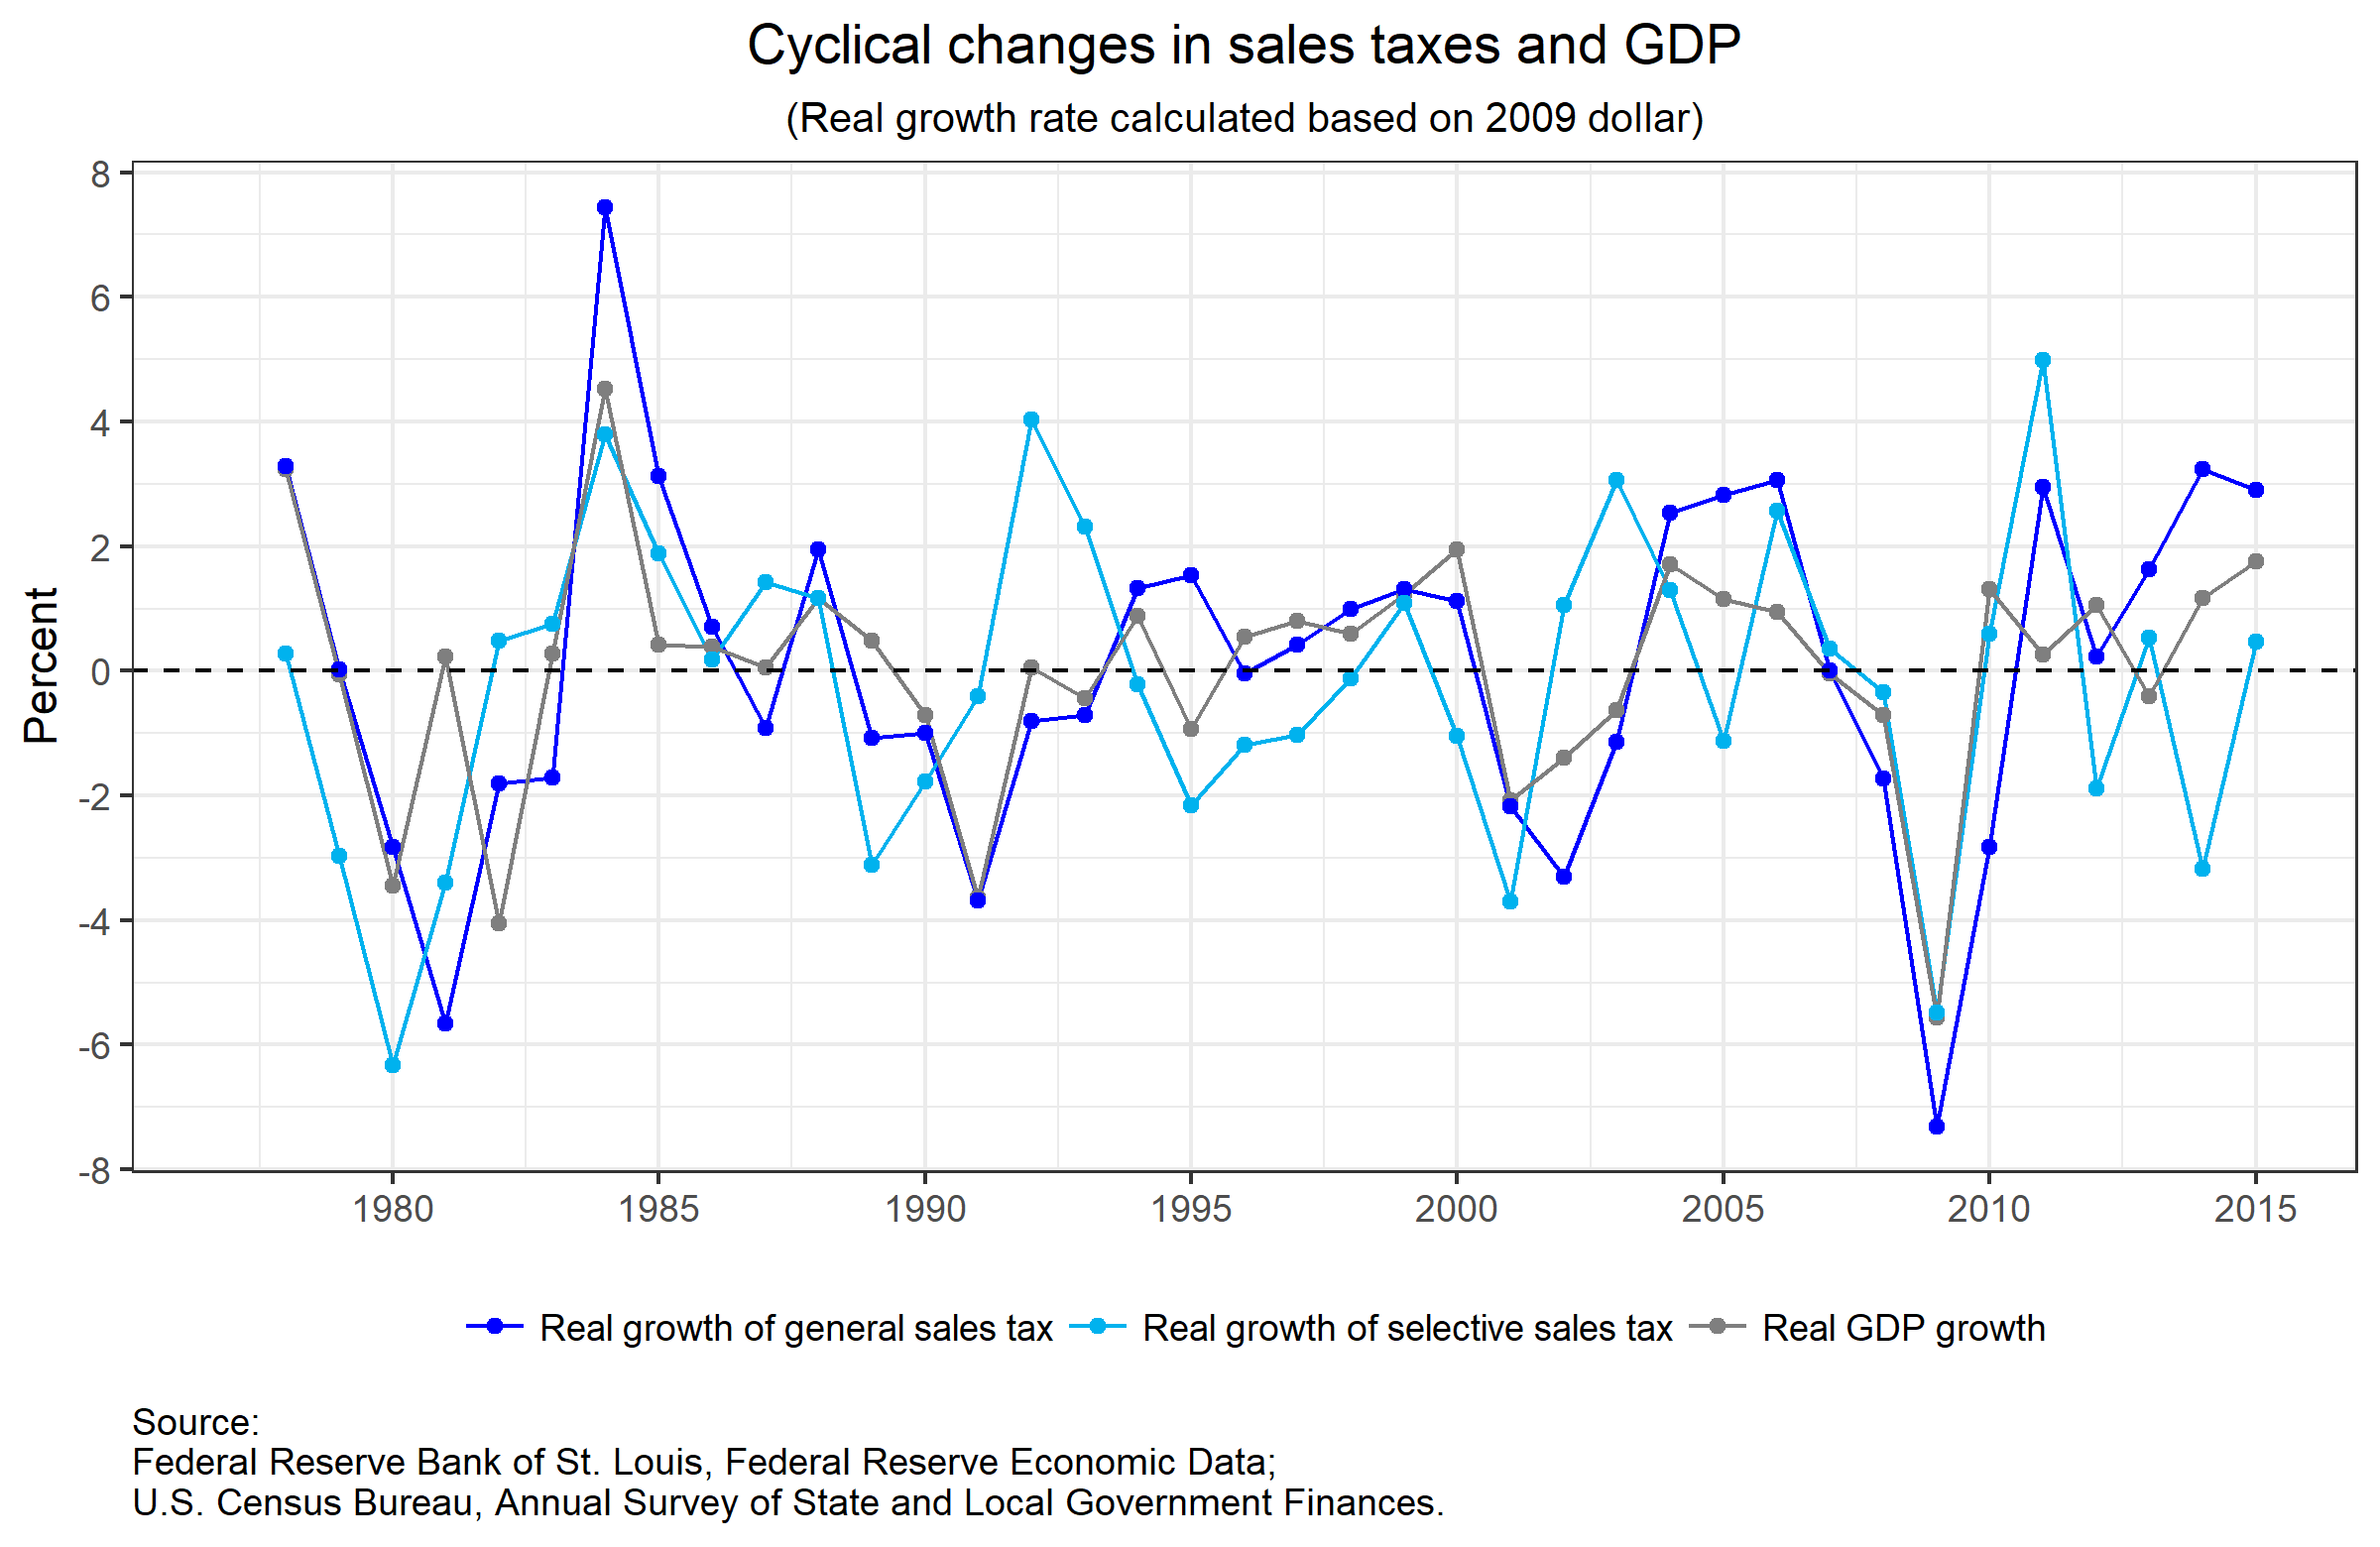 Cyclical changes in sales taxes and GDP
(Real growth rate calculated based on 2009 dollar)
Percent
8
6
4
2
0
-2
-4
-6
-8
1980 1985 1990 1995 2000 2005 2010 2015
Real growth of general sales tax Real growth of selective sales tax Real GDP growth
Source:
Federal Reserve Bank of St. Louis, Federal Reserve Economic Data;
U.S. Census Bureau, Annual Survey of State and Local Government Finances.